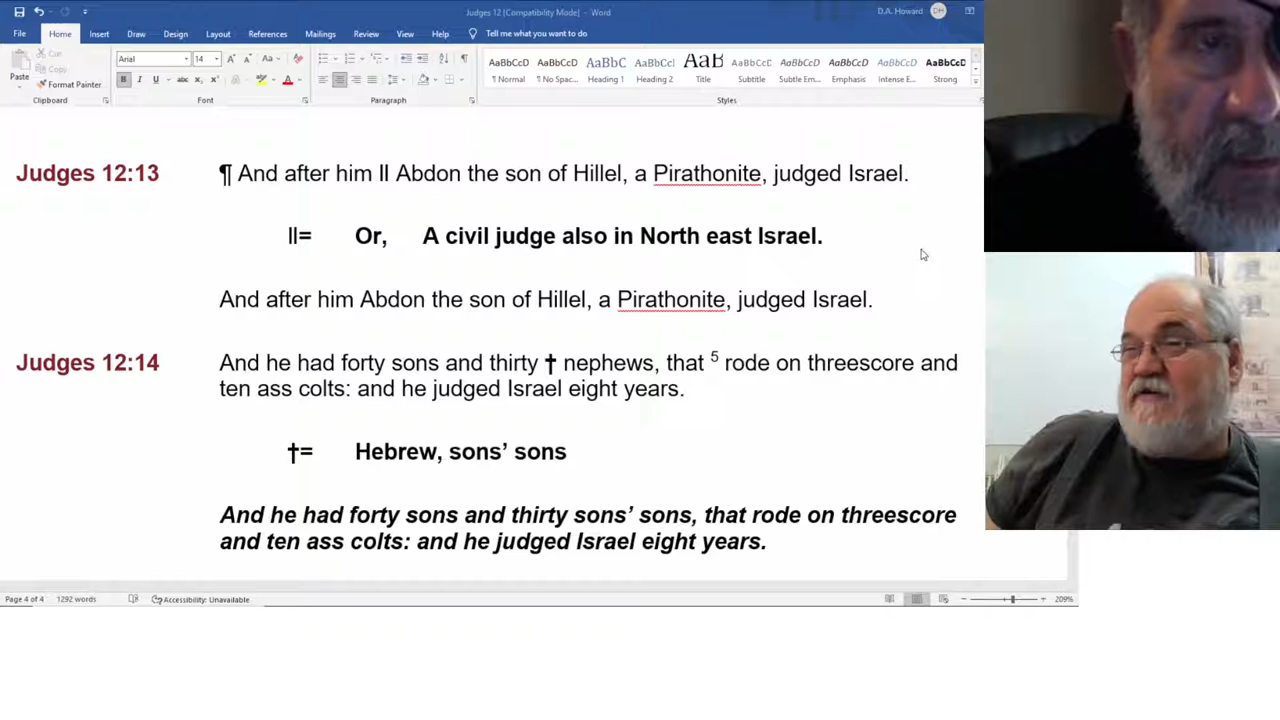 Judges 12 [Compatibility Mode] - Word
D.A. Howard DH
File Home Insert Draw Design Layout References Mailings Review View Help Tell me what you want to do
Paste
Cut
Copy
Format Painter
Clipboard
Arial 14
Font
Paragraph
AaBbCcD AaBbCcD AaBbC AaBbCcI AaB AaBbCcD AaBbCcD AaBbCcD AaBbCcD AaBbCcD
¶ Normal ¶ No Spac... Heading 1 Heading 2 Title Subtitle Subtle Em... Emphasis Intense E... Strong
Styles
Judges 12:13 ¶ And after him ll Abdon the son of Hillel, a Pirathonite, judged Israel.
ll= Or, A civil judge also in North east Israel.
And after him Abdon the son of Hillel, a Pirathonite, judged Israel.
Judges 12:14 And he had forty sons and thirty † nephews, that 5 rode on threescore and
ten ass colts: and he judged Israel eight years.
†= Hebrew, sons’ sons
And he had forty sons and thirty sons’ sons, that rode on threescore
and ten ass colts: and he judged Israel eight years.
Page 4 of 4 1292 words Accessibility: Unavailable 209%